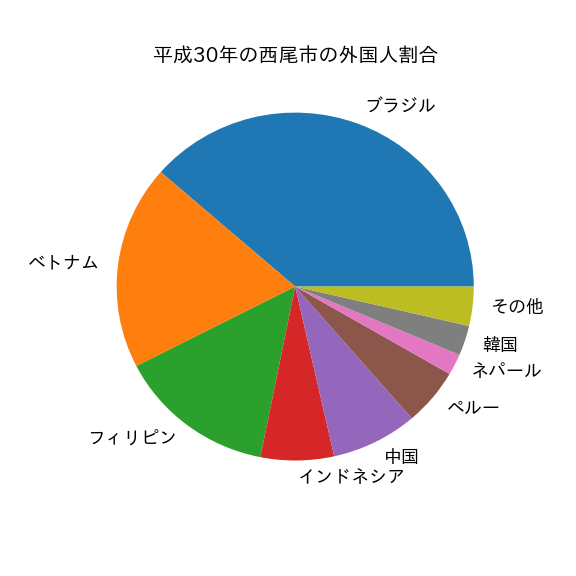 平成30年の西尾市の外国人割合
ブラジル
ベトナム
フィリピン
インドネシア
中国
ペルー
ネパール
韓国
その他